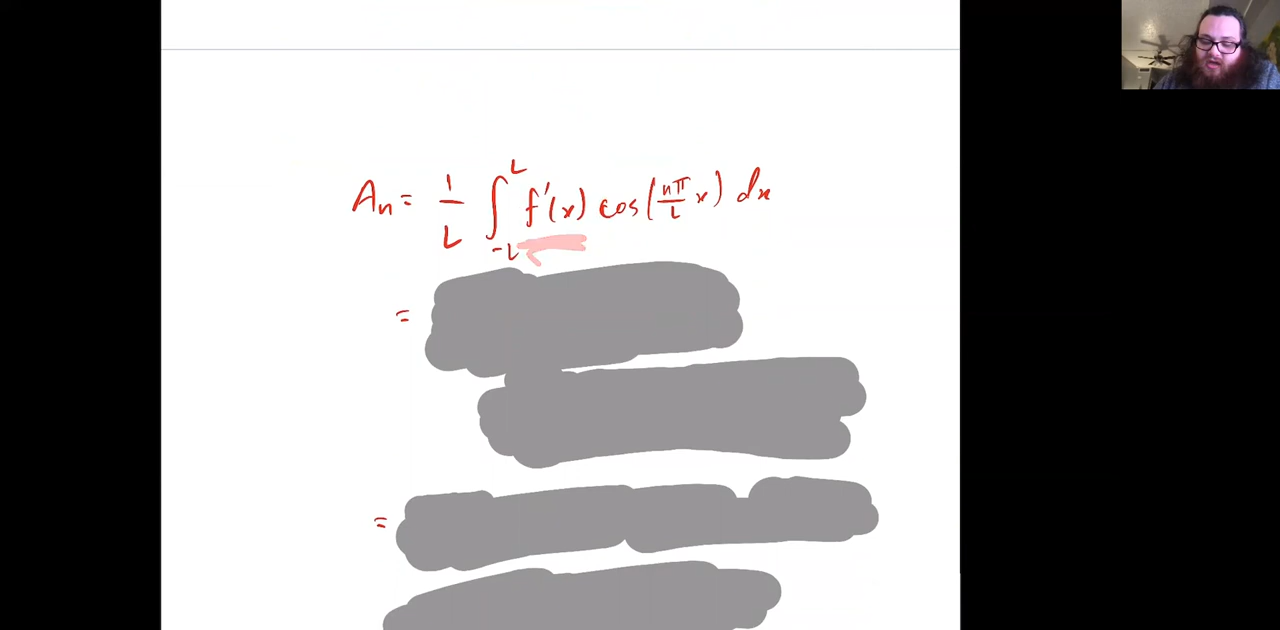 Aₙ = 1/L ∫_{-L}^{L} f'(x) cos(nπ/L x) dx
=
=